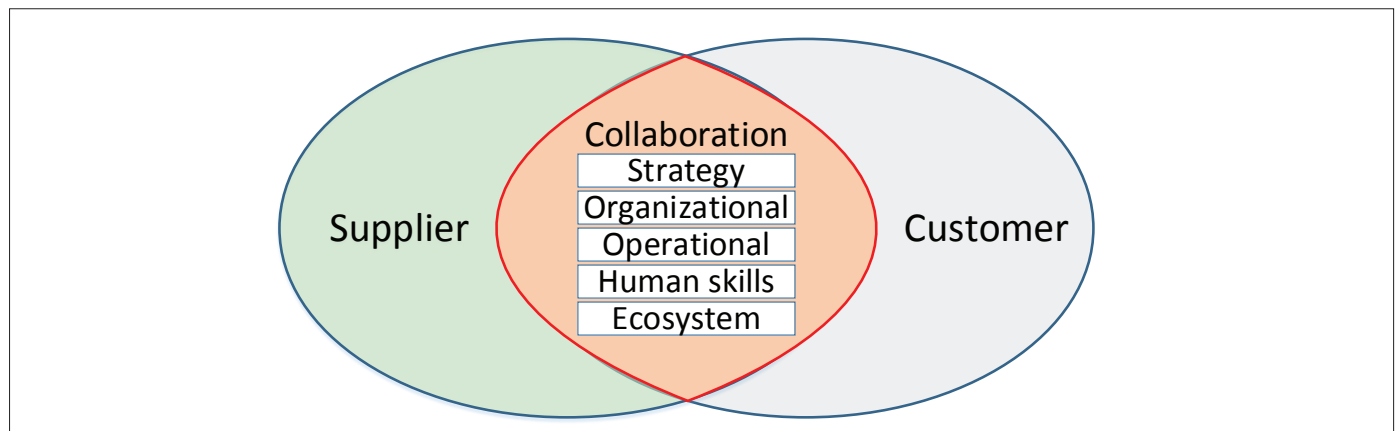 Collaboration
Strategy
Organizational
Supplier
Operational
Customer
Human skills
Ecosystem